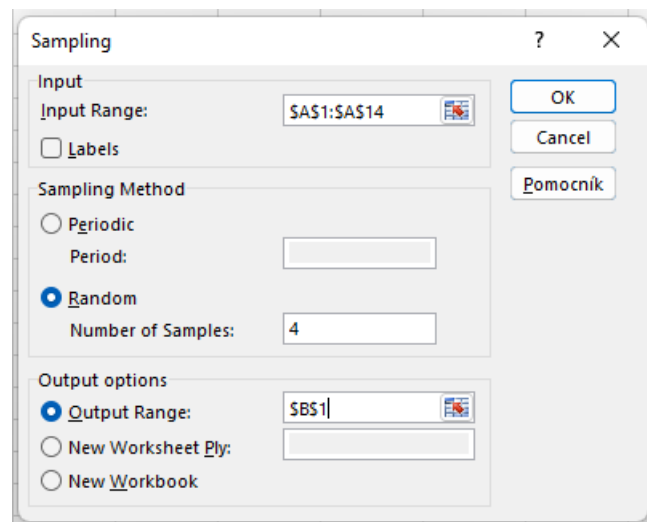 Sampling ? ✕
Input
Input Range: $A$1:$A$14
Labels
OK
Cancel
Pomocník
Sampling Method
Periodic
Period:
Random
Number of Samples: 4
Output options
Output Range: $B$1
New Worksheet Ply:
New Workbook